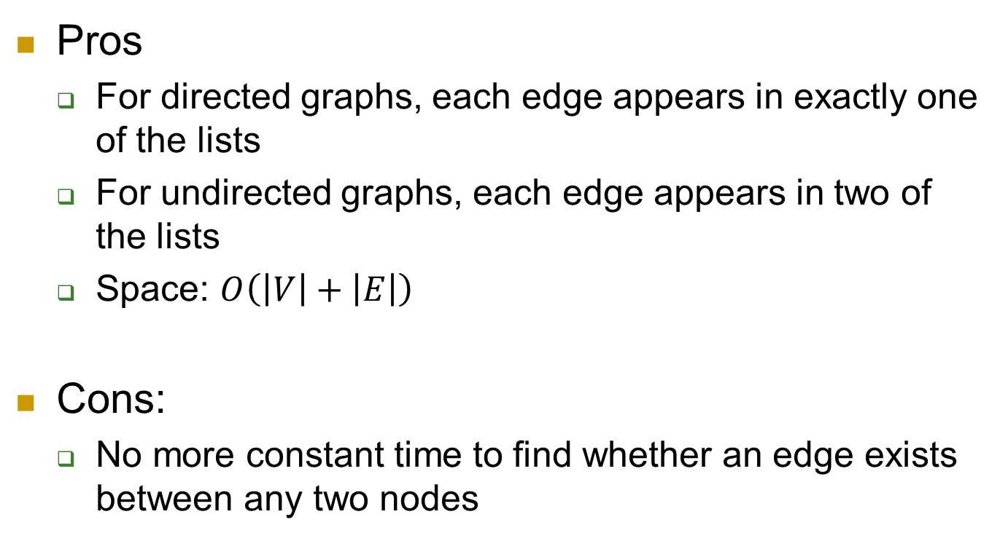 Pros
For directed graphs, each edge appears in exactly one
of the lists
For undirected graphs, each edge appears in two of
the lists
Space: 𝑂(|𝑉| + |𝐸|)
Cons:
No more constant time to find whether an edge exists
between any two nodes